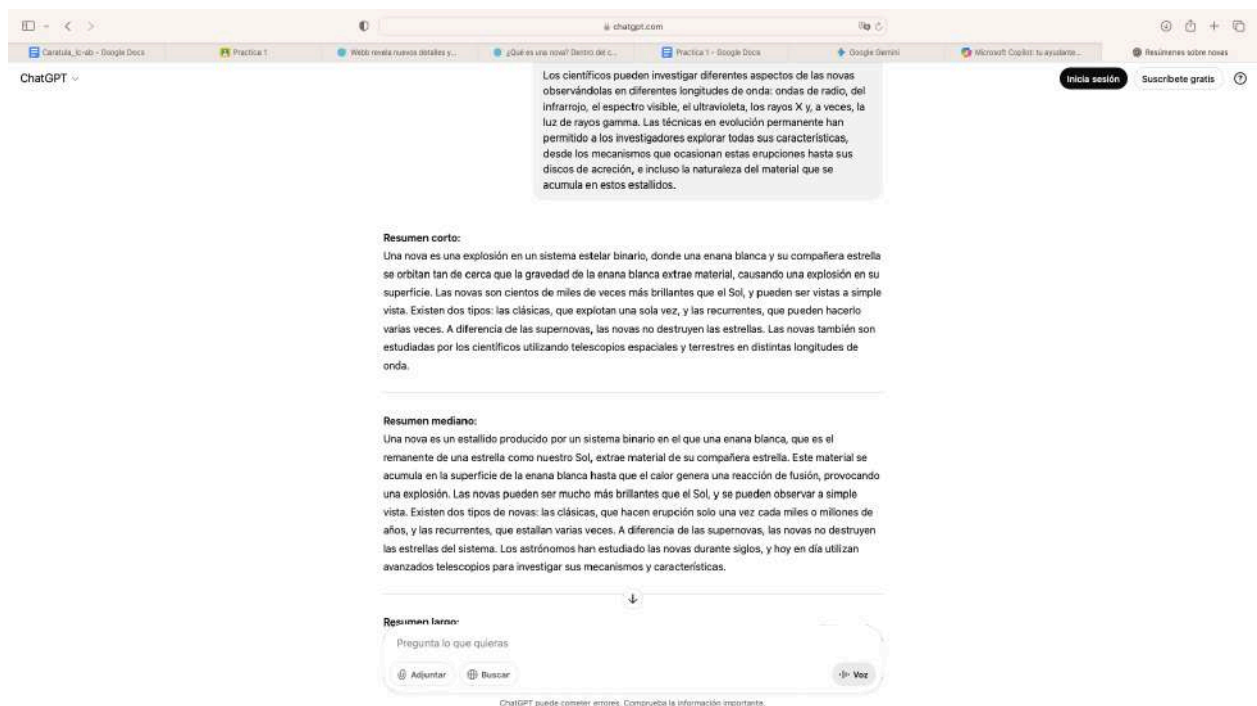 chatgpt.com
Caratula_lc-ab – Google Docs
Practica 1
Webb revela nuevos detalles y...
¿Qué es una nova? Dentro del c...
Practica 1 – Google Docs
Google Gemini
Microsoft Copilot: tu ayudante...
Resúmenes sobre novas
ChatGPT
Inicia sesión
Suscríbete gratis
Los científicos pueden investigar diferentes aspectos de las novas
observándolas en diferentes longitudes de onda: ondas de radio, del
infrarrojo, el espectro visible, el ultravioleta, los rayos X y, a veces, la
luz de rayos gamma. Las técnicas en evolución permanente han
permitido a los investigadores explorar todas sus características,
desde los mecanismos que ocasionan estas erupciones hasta sus
discos de acreción, e incluso la naturaleza del material que se
acumula en estos estallidos.
Resumen corto:
Una nova es una explosión en un sistema estelar binario, donde una enana blanca y su compañera estrella
se orbitan tan de cerca que la gravedad de la enana blanca extrae material, causando una explosión en su
superficie. Las novas son cientos de miles de veces más brillantes que el Sol, y pueden ser vistas a simple
vista. Existen dos tipos: las clásicas, que explotan una sola vez, y las recurrentes, que pueden hacerlo
varias veces. A diferencia de las supernovas, las novas no destruyen las estrellas. Las novas también son
estudiadas por los científicos utilizando telescopios espaciales y terrestres en distintas longitudes de
onda.
Resumen mediano:
Una nova es un estallido producido por un sistema binario en el que una enana blanca, que es el
remanente de una estrella como nuestro Sol, extrae material de su compañera estrella. Este material se
acumula en la superficie de la enana blanca hasta que el calor genera una reacción de fusión, provocando
una explosión. Las novas pueden ser mucho más brillantes que el Sol, y se pueden observar a simple
vista. Existen dos tipos de novas: las clásicas, que hacen erupción solo una vez cada miles o millones de
años, y las recurrentes, que estallan varias veces. A diferencia de las supernovas, las novas no destruyen
las estrellas del sistema. Los astrónomos han estudiado las novas durante siglos, y hoy en día utilizan
avanzados telescopios para investigar sus mecanismos y características.
Resumen largo:
Pregunta lo que quieras
Adjuntar
Buscar
Voz
ChatGPT puede cometer errores. Comprueba la información importante.